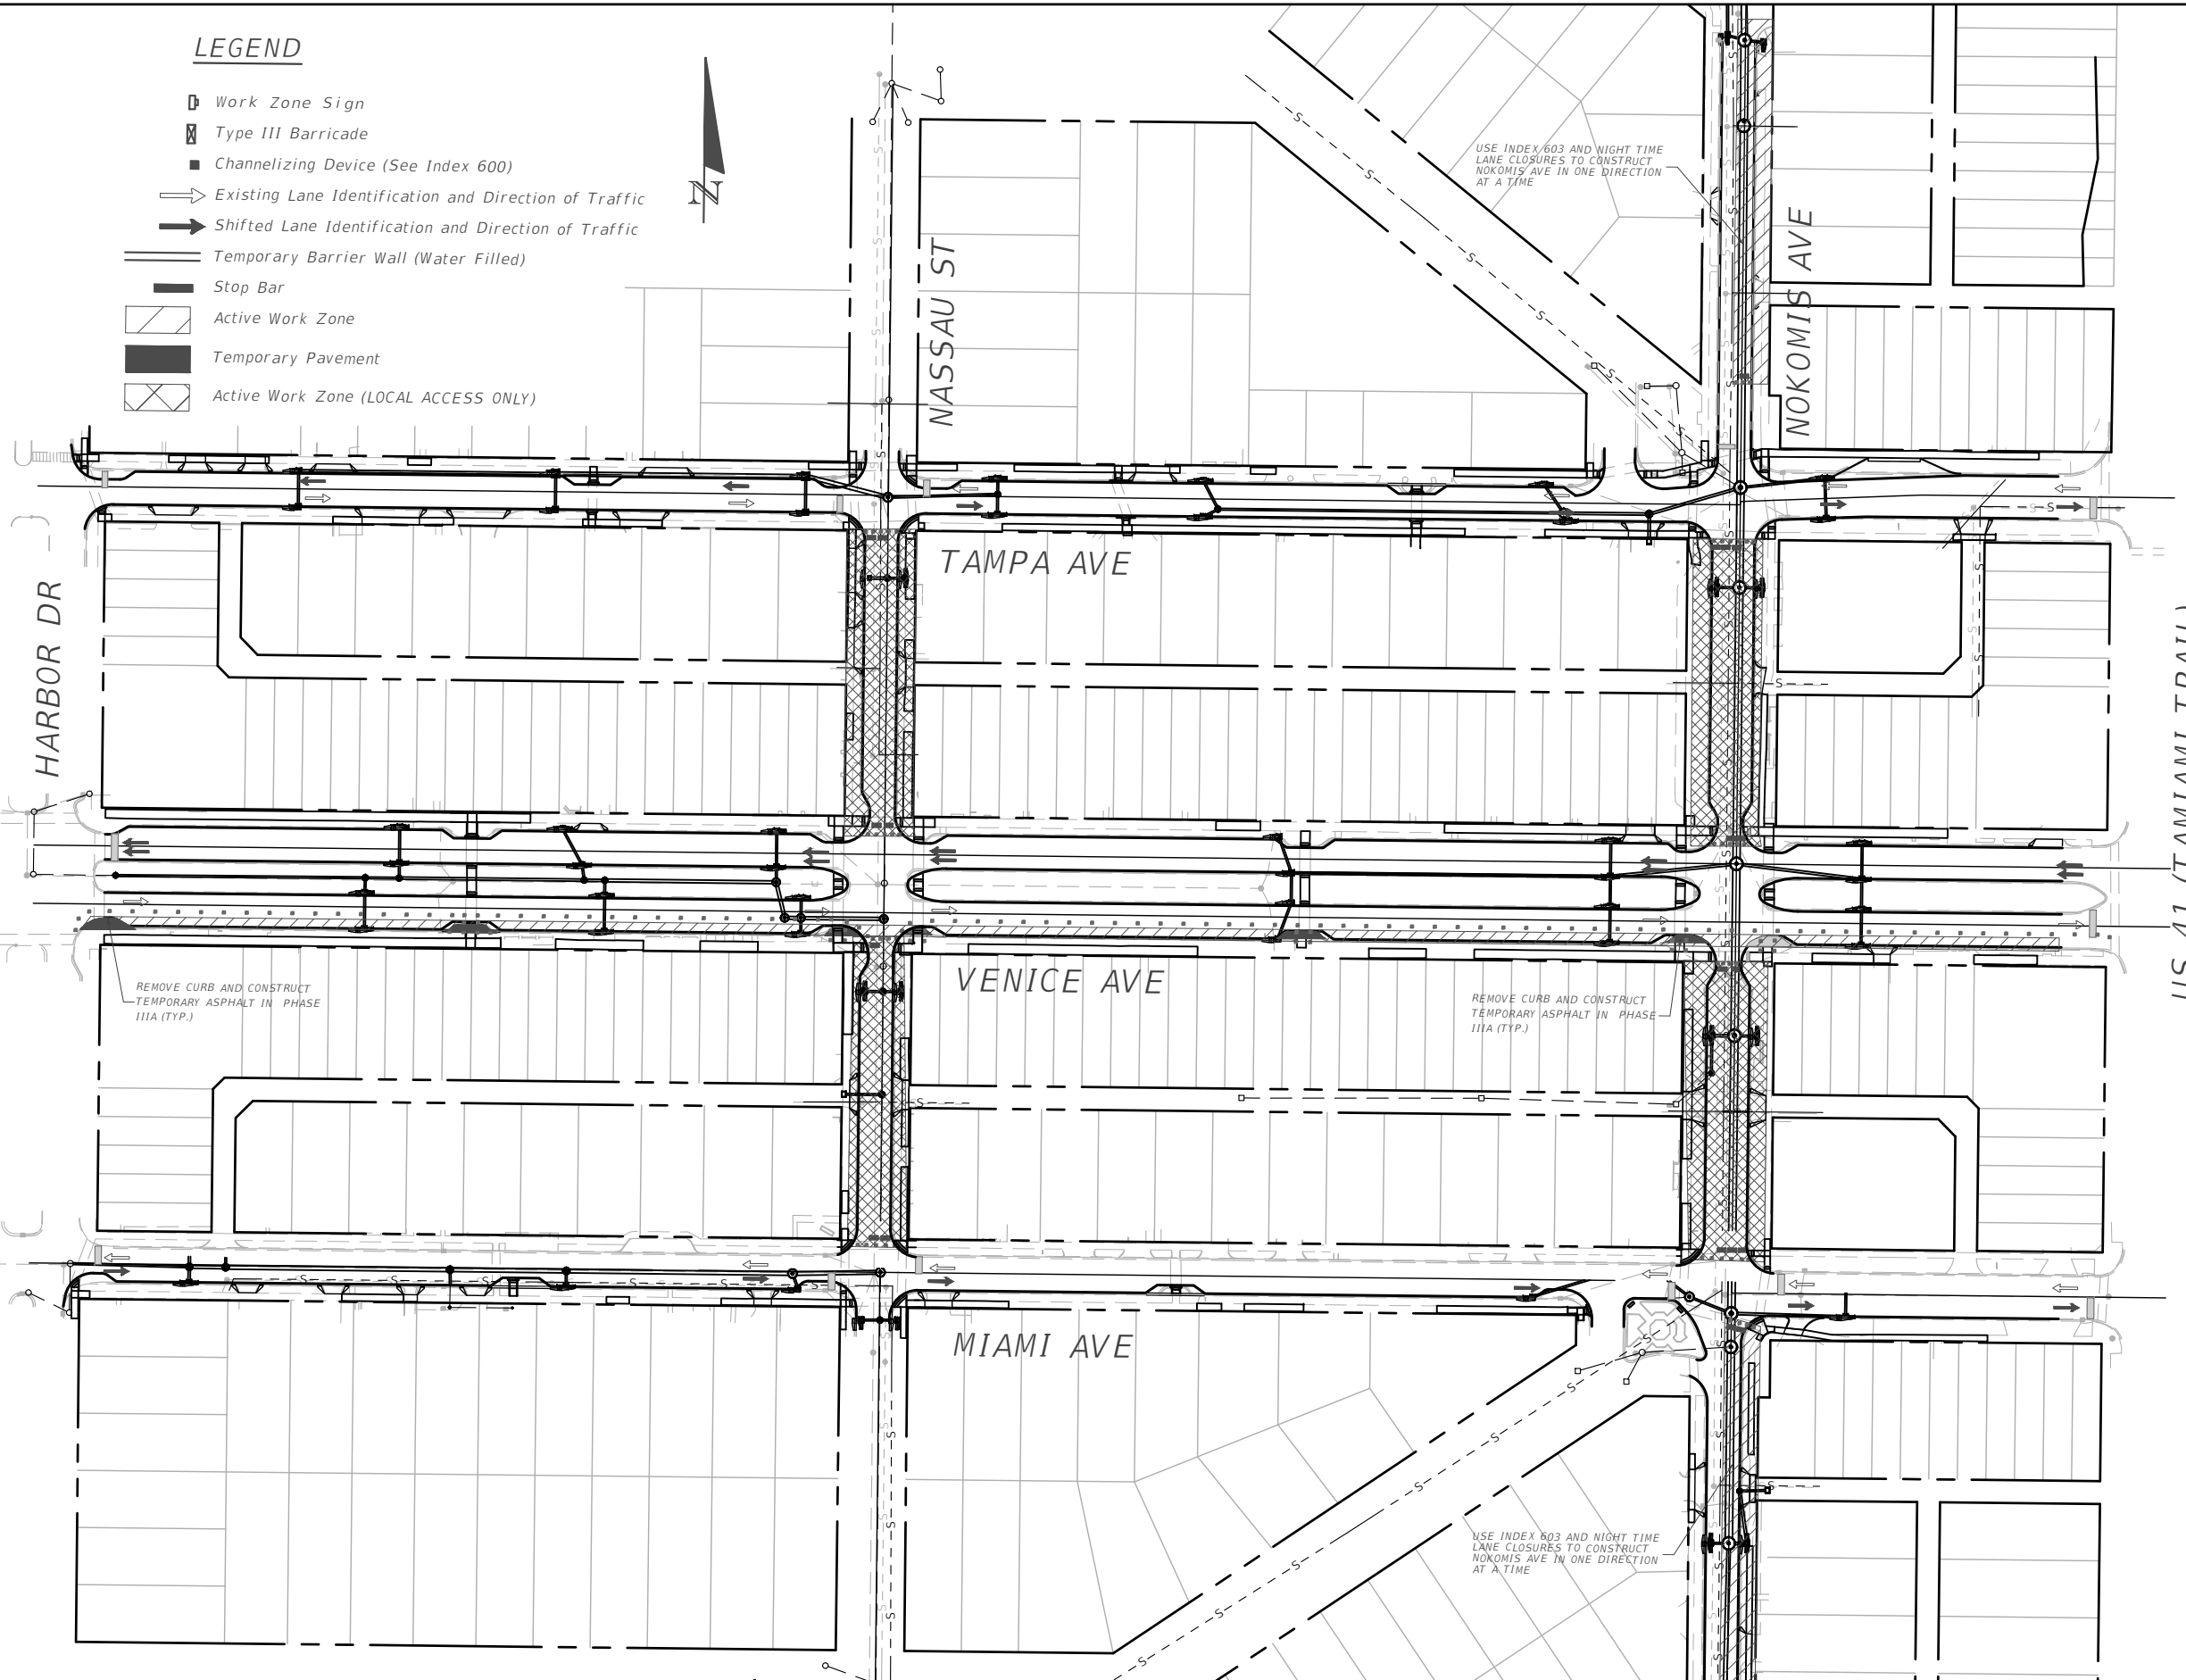 LEGEND
Work Zone Sign
Type III Barricade
Channelizing Device (See Index 600)
Existing Lane Identification and Direction of Traffic
Shifted Lane Identification and Direction of Traffic
Temporary Barrier Wall (Water Filled)
Stop Bar
Active Work Zone
Temporary Pavement
Active Work Zone (LOCAL ACCESS ONLY)
N
USE INDEX 603 AND NIGHT TIME
LANE CLOSURES TO CONSTRUCT
NOKOMIS AVE IN ONE DIRECTION
AT A TIME
NASSAU ST
NOKOMIS AVE
TAMPA AVE
HARBOR DR
US 41 (TAMIAMI TRAIL)
VENICE AVE
REMOVE CURB AND CONSTRUCT
TEMPORARY ASPHALT IN PHASE
IIIA (TYP.)
REMOVE CURB AND CONSTRUCT
TEMPORARY ASPHALT IN PHASE
IIIA (TYP.)
MIAMI AVE
USE INDEX 603 AND NIGHT TIME
LANE CLOSURES TO CONSTRUCT
NOKOMIS AVE IN ONE DIRECTION
AT A TIME